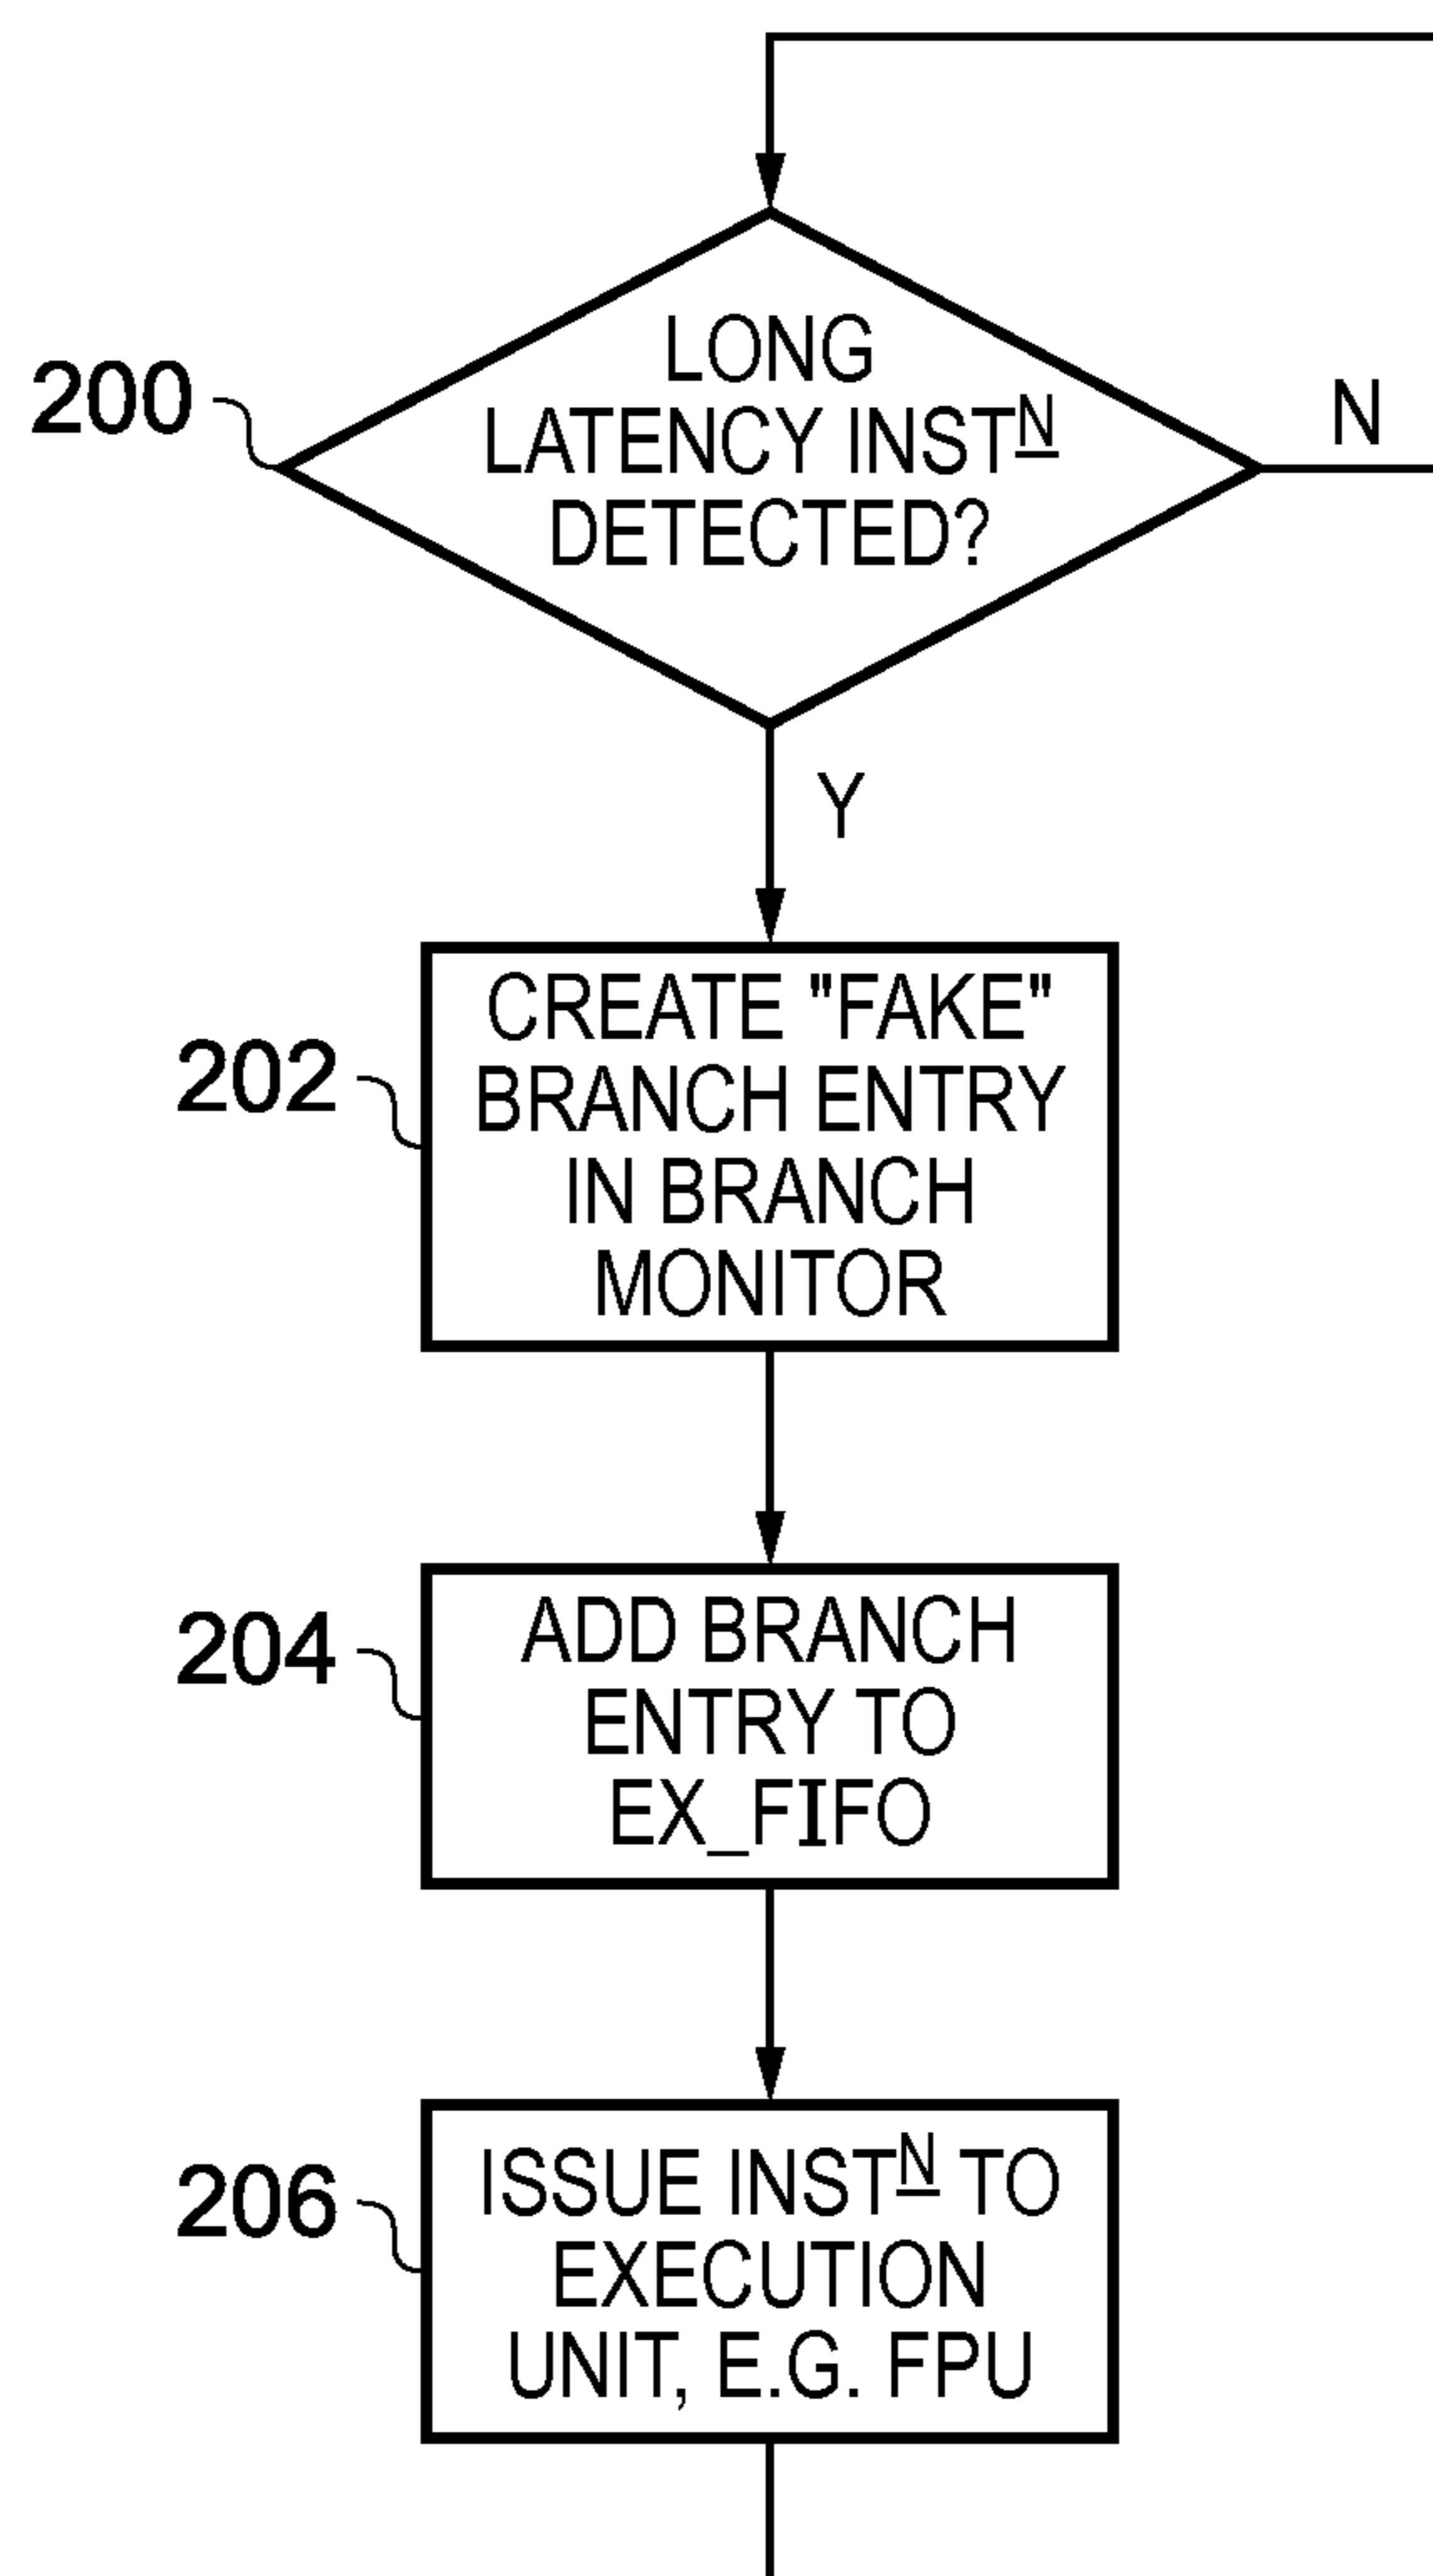 LONG
200
LATENCY INSTN
N
DETECTED?
Y
CREATE "FAKE"
202
BRANCH ENTRY
IN BRANCH
MONITOR
ADD BRANCH
204
ENTRY TO
EX_FIFO
ISSUE INSTN TO
206
EXECUTION
UNIT, E.G. FPU